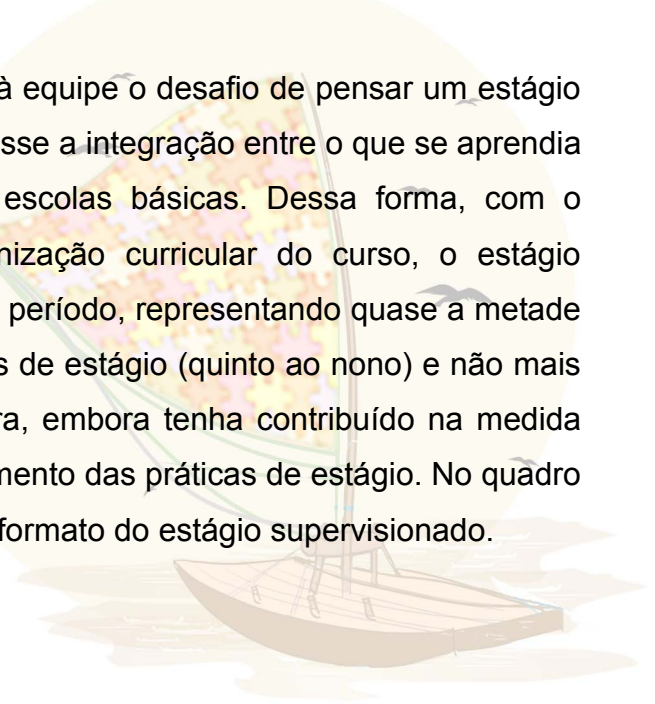 à equipe o desafio de pensar um estágio
sse a integração entre o que se aprendia
escolas básicas. Dessa forma, com o
nização curricular do curso, o estágio
período, representando quase a metade
s de estágio (quinto ao nono) e não mais
ra, embora tenha contribuído na medida
mento das práticas de estágio. No quadro
formato do estágio supervisionado.